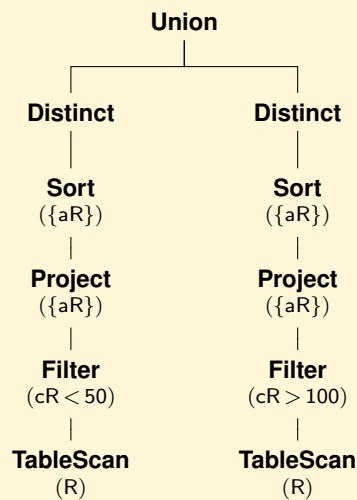 Union
Distinct Distinct
Sort Sort
({aR}) ({aR})
Project Project
({aR}) ({aR})
Filter Filter
(cR < 50) (cR > 100)
TableScan TableScan
(R) (R)